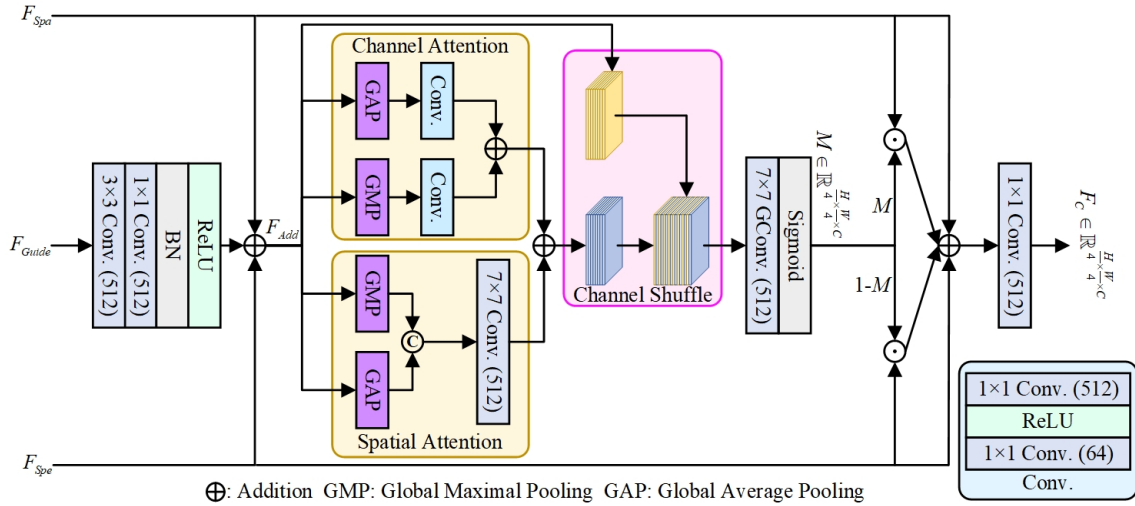 F_Spa
Channel Attention
GAP
Conv.
GMP
Conv.
F_Guide
3×3 Conv. (512)
1×1 Conv. (512)
BN
ReLU
F_Add
GMP
GAP
C
7×7 Conv. (512)
Spatial Attention
Channel Shuffle
7×7 GConv. (512)
Sigmoid
M ∈ ℝ^{H/4×W/4×C}
M
1-M
1×1 Conv. (512)
F_C ∈ ℝ^{H/4×W/4×C}
1×1 Conv. (512)
ReLU
1×1 Conv. (64)
Conv.
F_Spe
⊕: Addition GMP: Global Maximal Pooling GAP: Global Average Pooling